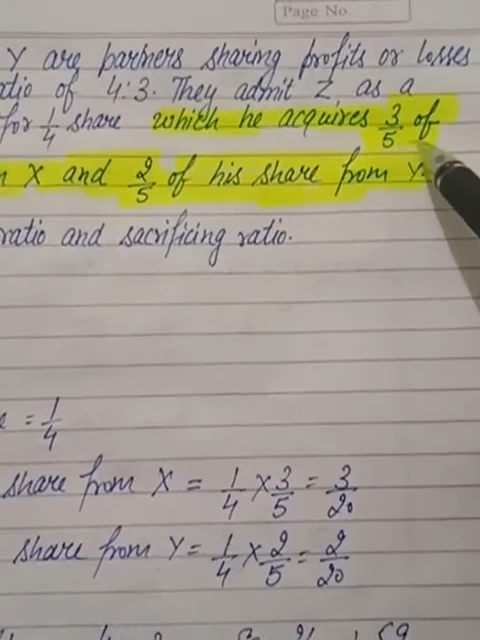 Page No.
Y are partners sharing profits or losses
ratio of 4:3. They admit Z as a
for 1/4 share which he acquires 3/5 of
X and 2/5 of his share from Y.
ratio and sacrificing ratio.
= 1/4
share from X = 1/4 × 3/5 = 3/20
share from Y = 1/4 × 2/5 = 2/20